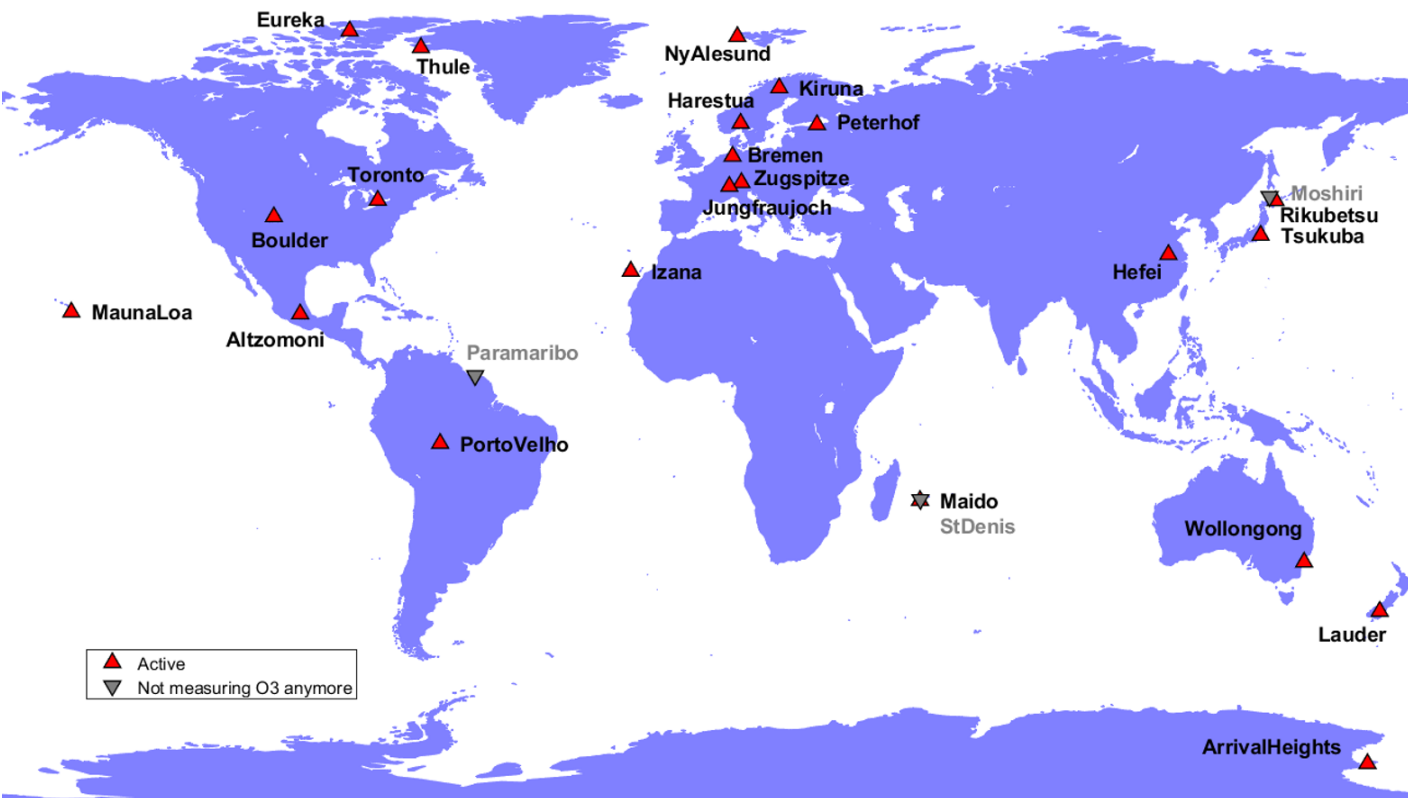 Eureka
NyAlesund
Thule
Kiruna
Harestua
Peterhof
Bremen
Toronto
Zugspitze
Moshiri
Jungfraujoch
Rikubetsu
Boulder
Tsukuba
Izana
Hefei
MaunaLoa
Altzomoni
Paramaribo
PortoVelho
Maido
StDenis
Wollongong
Lauder
Active
Not measuring O3 anymore
ArrivalHeights